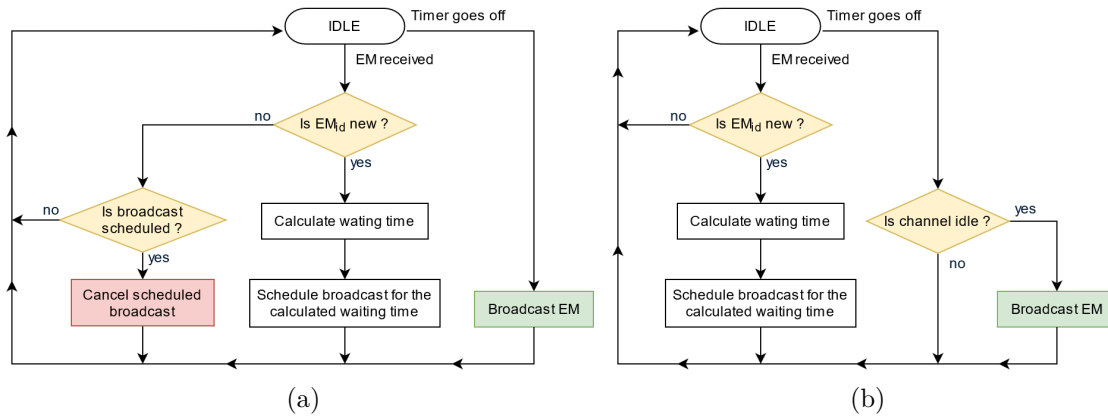 IDLE
Timer goes off
EM received
Is EMid new ?
no
yes
Is broadcast
scheduled ?
no
yes
Calculate wating time
Cancel scheduled
broadcast
Schedule broadcast for the
calculated waiting time
Broadcast EM
(a)
IDLE
Timer goes off
EM received
Is EMid new ?
no
yes
Calculate wating time
Is channel idle ?
yes
no
Schedule broadcast for the
calculated waiting time
Broadcast EM
(b)